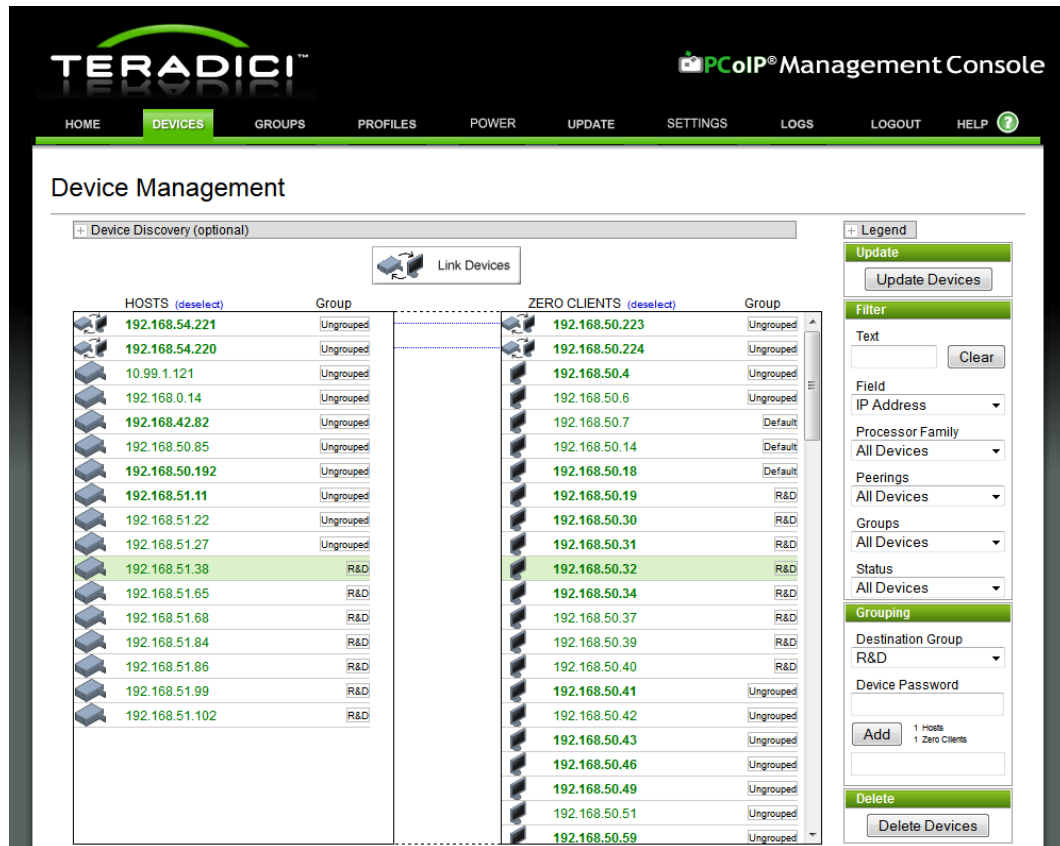 TERADICI™
PCoIP® Management Console
HOME DEVICES GROUPS PROFILES POWER UPDATE SETTINGS LOGS LOGOUT HELP ?
Device Management
+ Device Discovery (optional)
+ Legend
Link Devices
HOSTS (deselect) Group
ZERO CLIENTS (deselect) Group
192.168.54.221 Ungrouped
192.168.54.220 Ungrouped
10.99.1.121 Ungrouped
192.168.0.14 Ungrouped
192.168.42.82 Ungrouped
192.168.50.85 Ungrouped
192.168.50.192 Ungrouped
192.168.51.11 Ungrouped
192.168.51.22 Ungrouped
192.168.51.27 Ungrouped
192.168.51.38 R&D
192.168.51.65 R&D
192.168.51.68 R&D
192.168.51.84 R&D
192.168.51.86 R&D
192.168.51.99 R&D
192.168.51.102 R&D
192.168.50.223 Ungrouped
192.168.50.224 Ungrouped
192.168.50.4 Ungrouped
192.168.50.6 Ungrouped
192.168.50.7 Default
192.168.50.14 Default
192.168.50.18 Default
192.168.50.19 R&D
192.168.50.30 R&D
192.168.50.31 R&D
192.168.50.32 R&D
192.168.50.34 R&D
192.168.50.37 R&D
192.168.50.39 R&D
192.168.50.40 R&D
192.168.50.41 Ungrouped
192.168.50.42 Ungrouped
192.168.50.43 Ungrouped
192.168.50.46 Ungrouped
192.168.50.49 Ungrouped
192.168.50.51 Ungrouped
192.168.50.59 Ungrouped
Update
Update Devices
Filter
Text
Clear
Field
IP Address
Processor Family
All Devices
Peerings
All Devices
Groups
All Devices
Status
All Devices
Grouping
Destination Group
R&D
Device Password
Add
1 Hosts
1 Zero Clients
Delete
Delete Devices